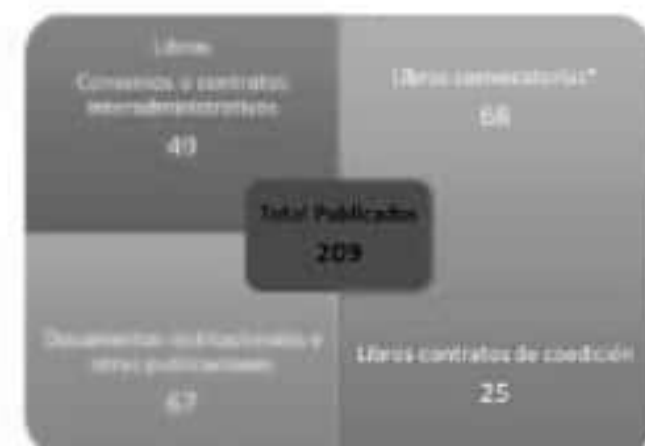 Libros
Convenios o contratos
interadministrativos
49
Libros convocatorias*
68
Total Publicados
209
Documentos institucionales y
otras publicaciones
67
Libros contratos de coedición
25